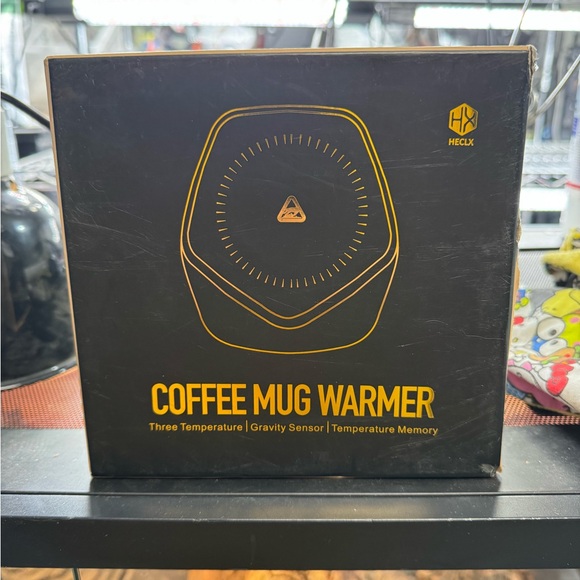 HX
HECLX
COFFEE MUG WARMER
Three Temperature | Gravity Sensor | Temperature Memory